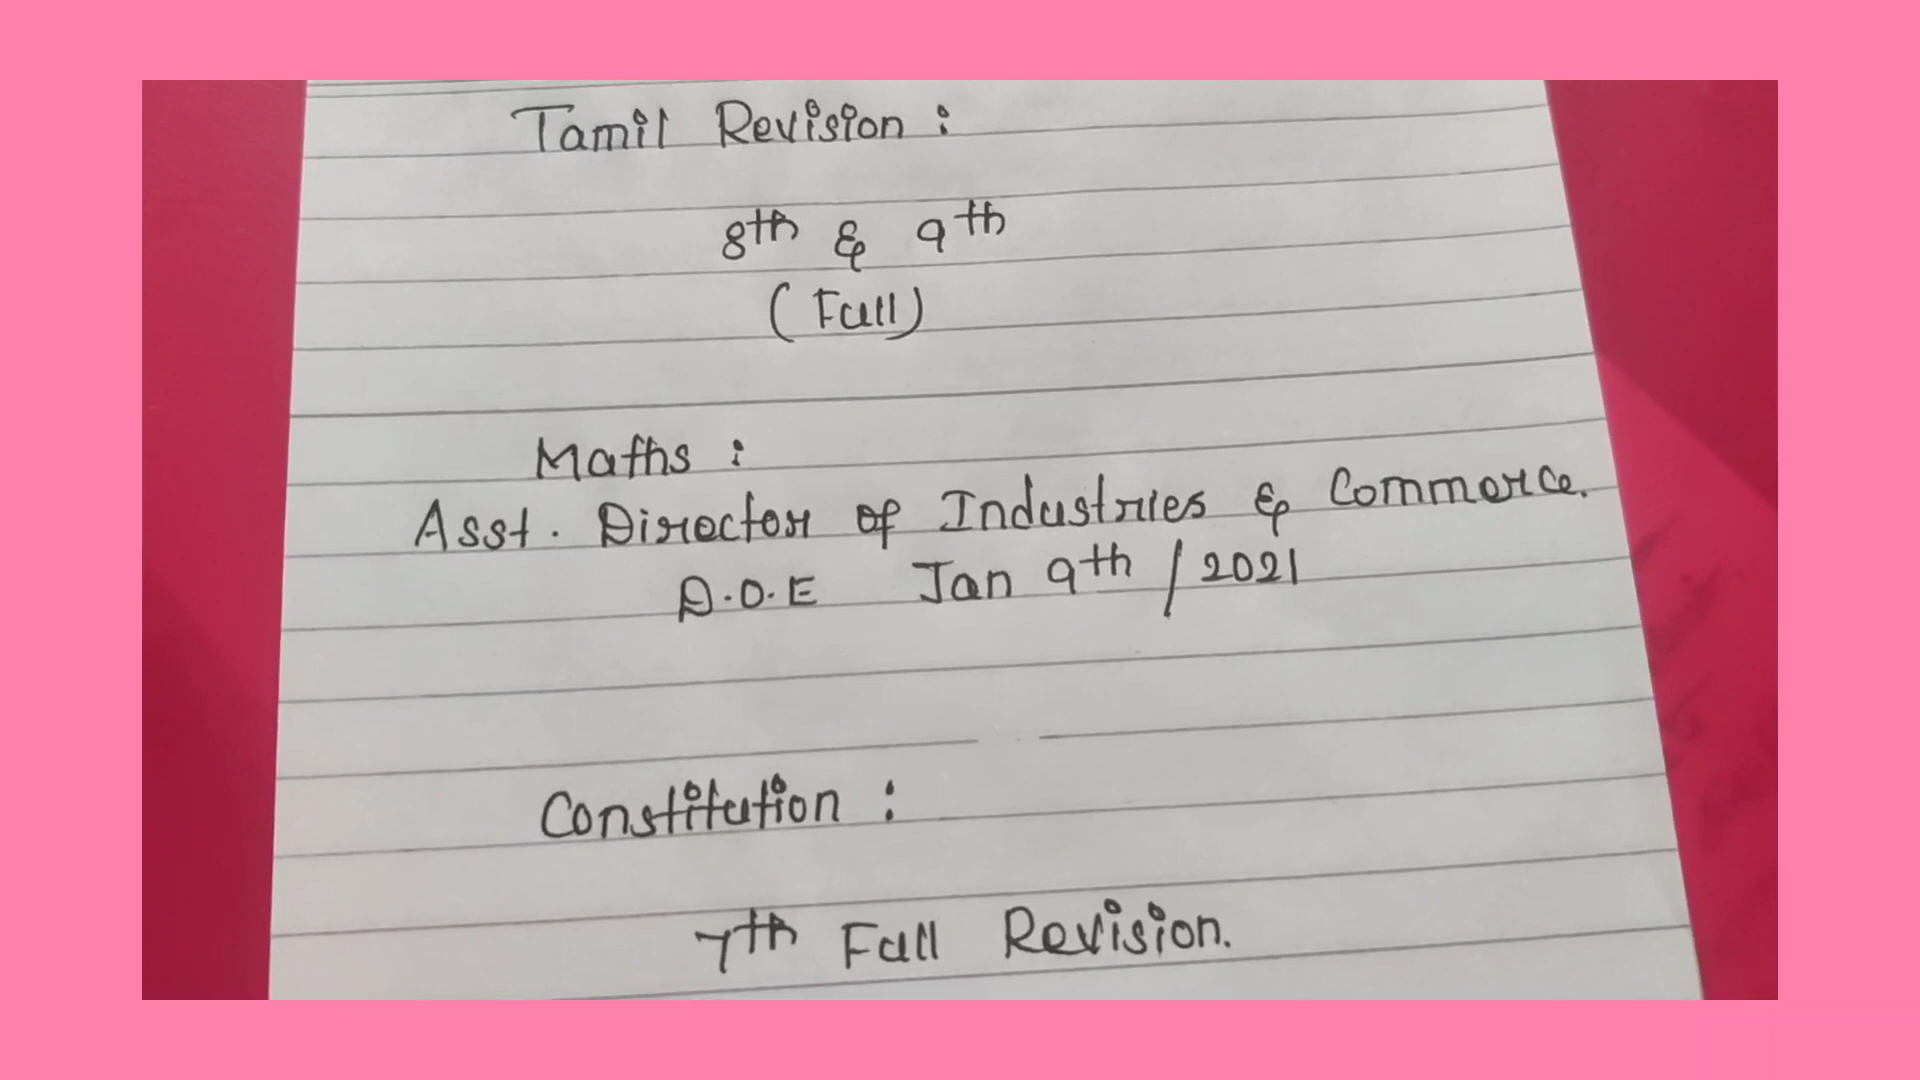 Tamil Revision :
8th & 9th
(Full)
Maths :
Asst. Director of Industries & Commerce.
D.O.E Jan 9th / 2021
Constitution :
7th Full Revision.